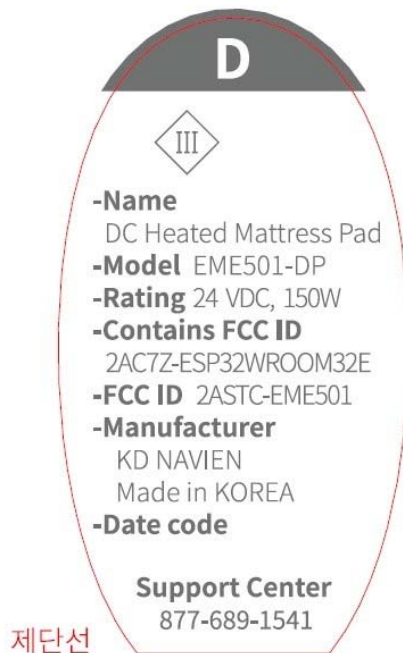 D
III
-Name
DC Heated Mattress Pad
-Model EME501-DP
-Rating 24 VDC, 150W
-Contains FCC ID
2AC7Z-ESP32WROOM32E
-FCC ID 2ASTC-EME501
-Manufacturer
KD NAVIEN
Made in KOREA
-Date code
Support Center
877-689-1541
제단선